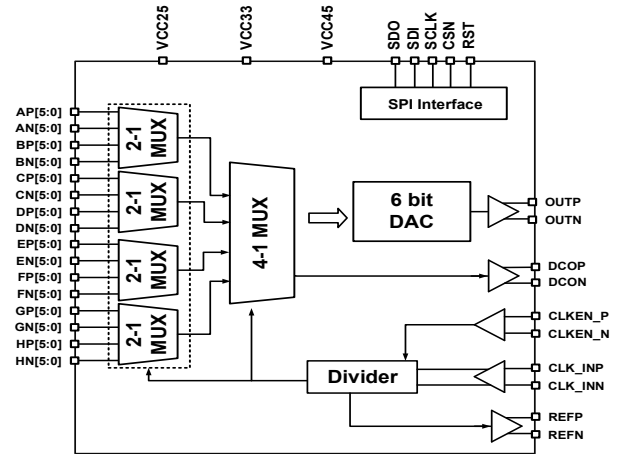 VCC25
VCC33
VCC45
SDO
SDI
SCLK
CSN
RST
SPI Interface
AP[5:0]
AN[5:0]
BP[5:0]
BN[5:0]
CP[5:0]
CN[5:0]
DP[5:0]
DN[5:0]
EP[5:0]
EN[5:0]
FP[5:0]
FN[5:0]
GP[5:0]
GN[5:0]
HP[5:0]
HN[5:0]
2-1
MUX
2-1
MUX
2-1
MUX
2-1
MUX
4-1 MUX
6 bit
DAC
OUTP
OUTN
DCOP
DCON
CLKEN_P
CLKEN_N
Divider
CLK_INP
CLK_INN
REFP
REFN